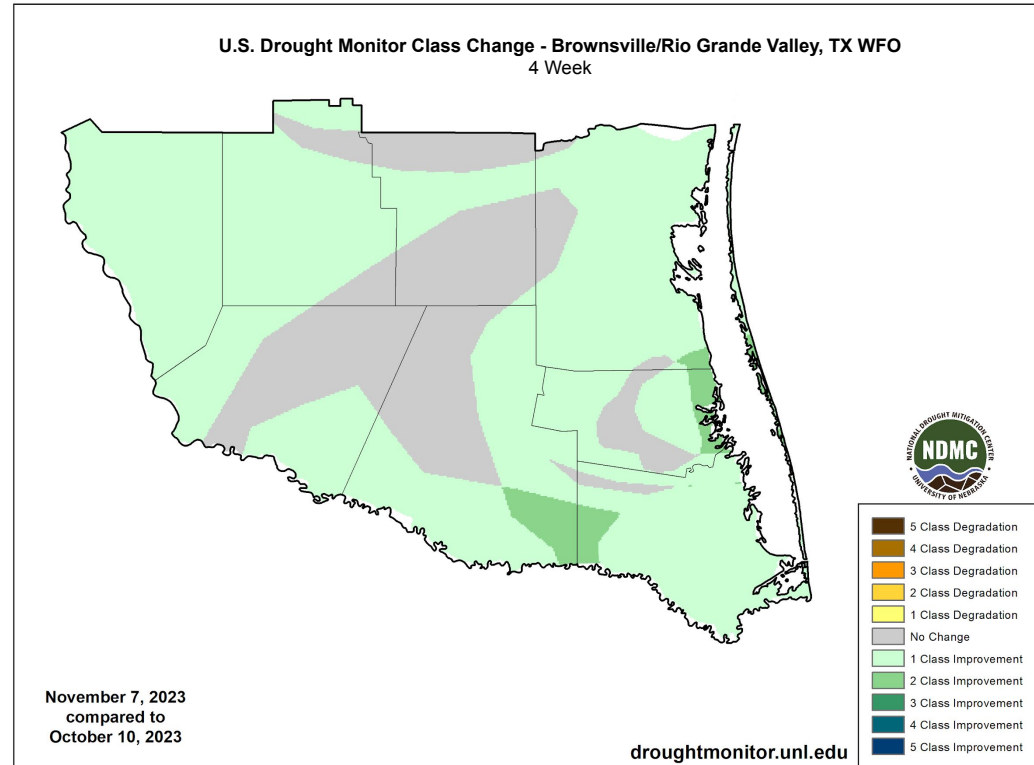 U.S. Drought Monitor Class Change - Brownsville/Rio Grande Valley, TX WFO
4 Week
NATIONAL DROUGHT MITIGATION CENTER
NDMC
UNIVERSITY OF NEBRASKA
5 Class Degradation
4 Class Degradation
3 Class Degradation
2 Class Degradation
1 Class Degradation
No Change
1 Class Improvement
2 Class Improvement
3 Class Improvement
4 Class Improvement
5 Class Improvement
November 7, 2023
compared to
October 10, 2023
droughtmonitor.unl.edu